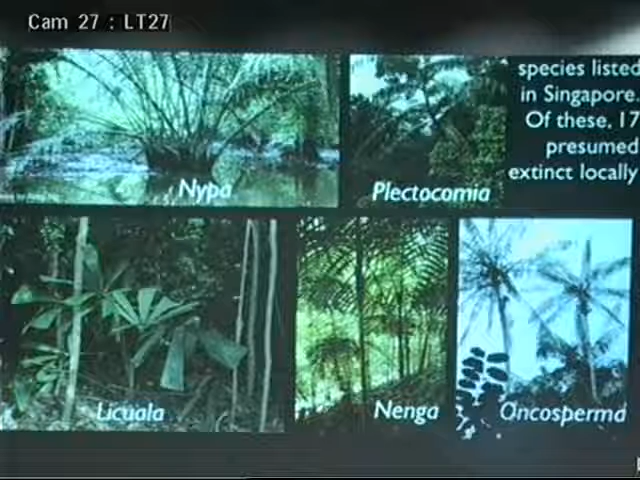 Cam 27 : LT27
species listed
in Singapore.
Of these, 17
presumed
extinct locally
Nypa
Plectocomia
Licuala
Nenga
Oncosperma